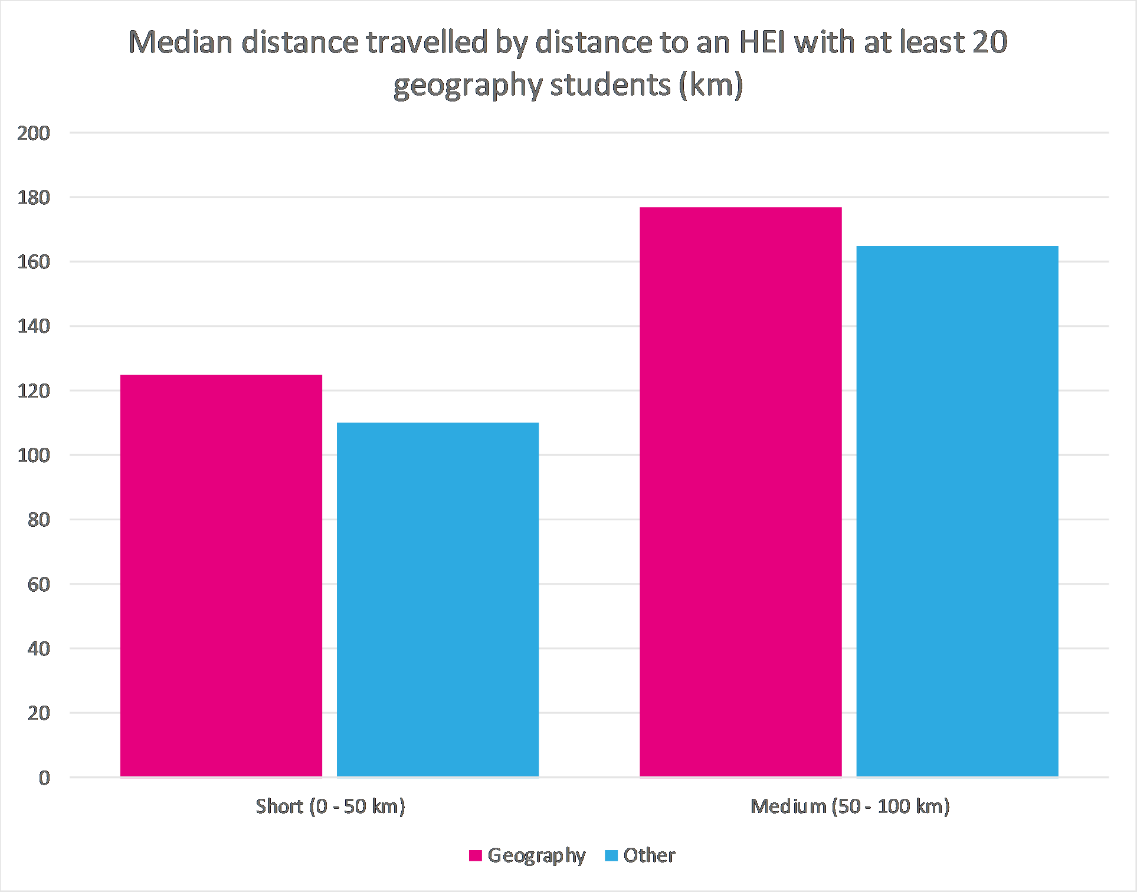 Median distance travelled by distance to an HEI with at least 20
geography students (km)
200
180
160
140
120
100
80
60
40
20
0
Short (0 - 50 km)
Medium (50 - 100 km)
Geography
Other